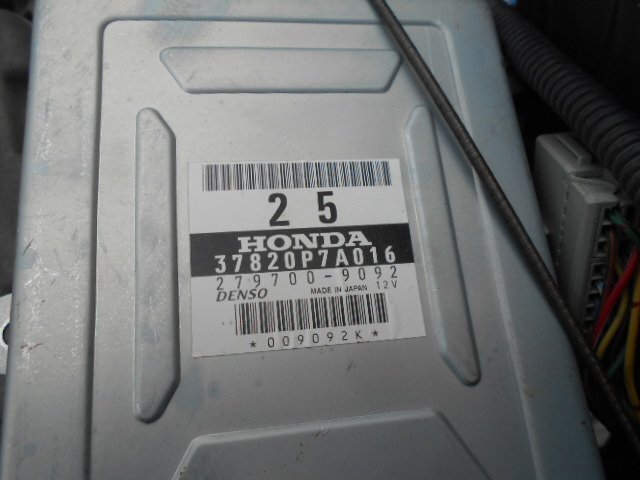 25
HONDA
37820P7A016
279700-9092
DENSO MADE IN JAPAN 12V
*009092K*